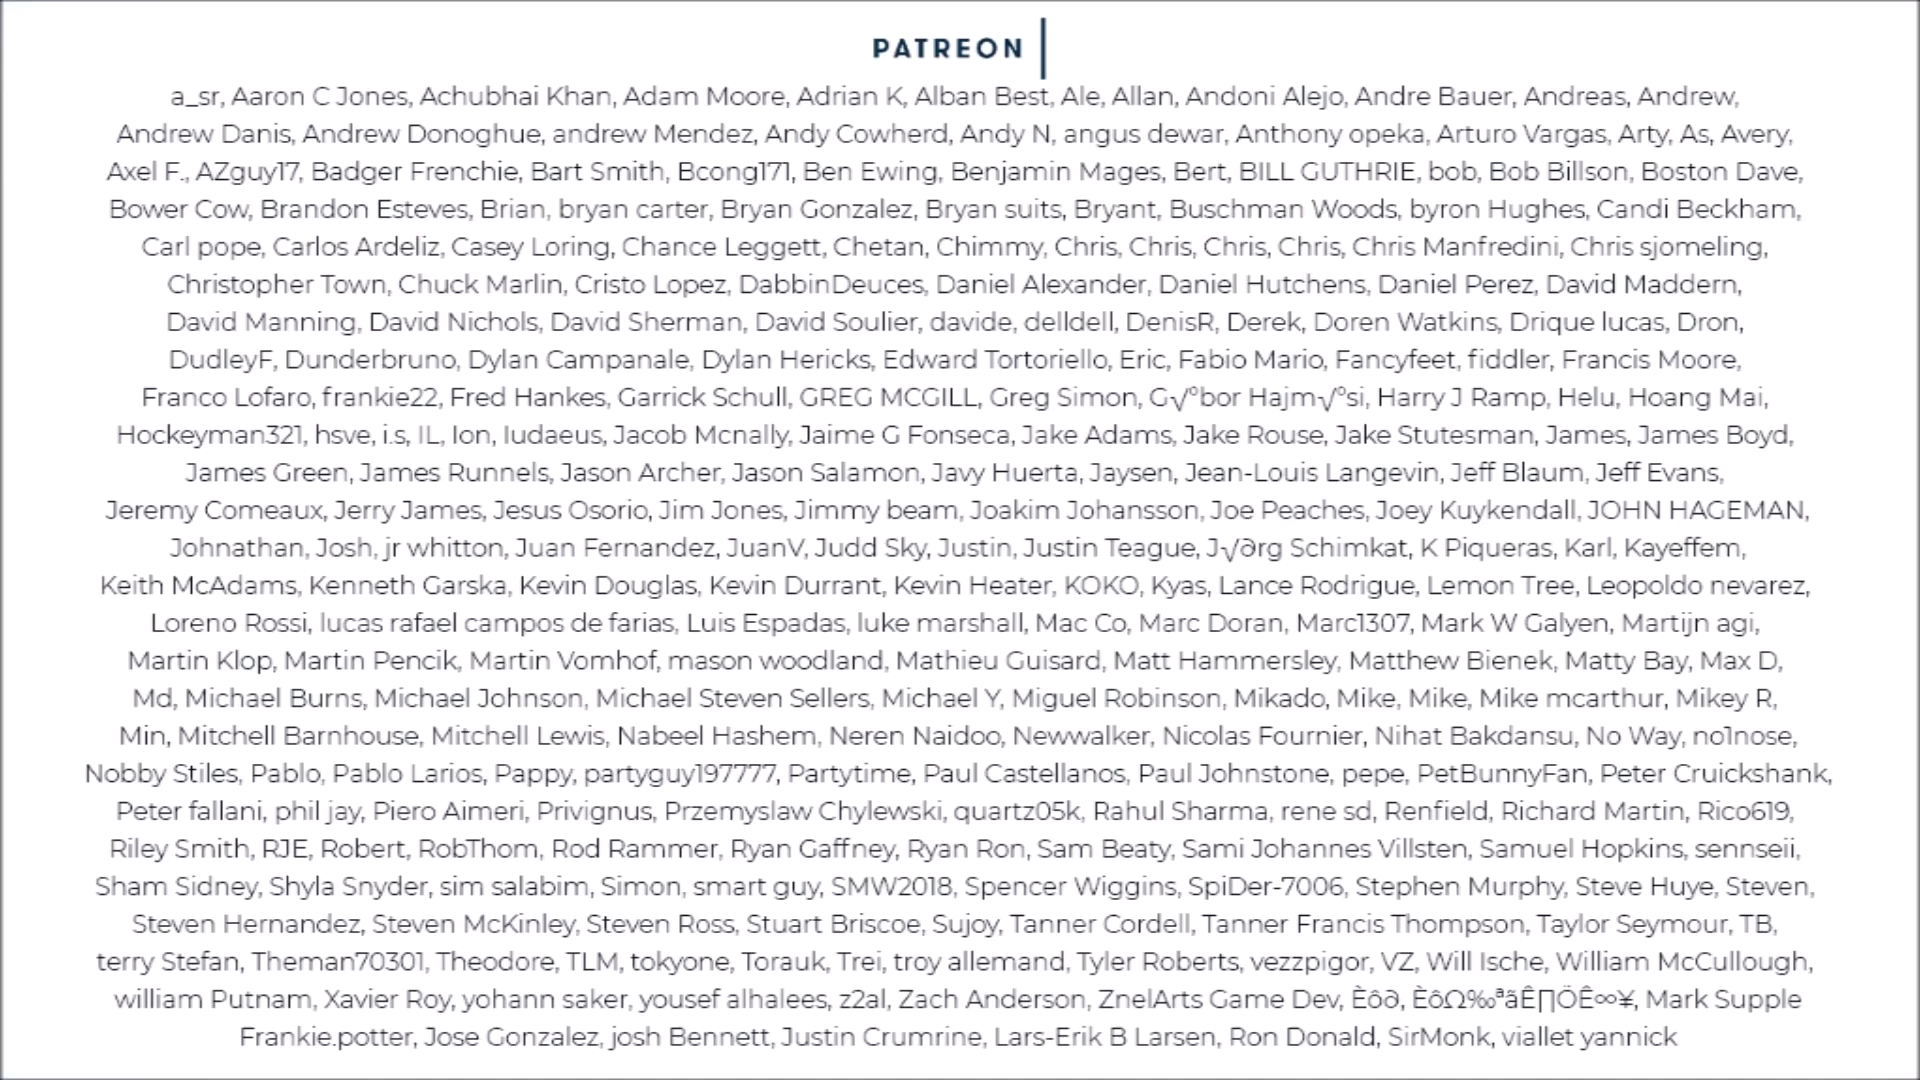 PATREON
a_sr, Aaron C Jones, Achubhai Khan, Adam Moore, Adrian K, Alban Best, Ale, Allan, Andoni Alejo, Andre Bauer, Andreas, Andrew,
Andrew Danis, Andrew Donoghue, andrew Mendez, Andy Cowherd, Andy N, angus dewar, Anthony opeka, Arturo Vargas, Arty, As, Avery,
Axel F., AZguy17, Badger Frenchie, Bart Smith, Bcong171, Ben Ewing, Benjamin Mages, Bert, BILL GUTHRIE, bob, Bob Billson, Boston Dave,
Bower Cow, Brandon Esteves, Brian, bryan carter, Bryan Gonzalez, Bryan suits, Bryant, Buschman Woods, byron Hughes, Candi Beckham,
Carl pope, Carlos Ardeliz, Casey Loring, Chance Leggett, Chetan, Chimmy, Chris, Chris, Chris, Chris, Chris Manfredini, Chris sjomeling,
Christopher Town, Chuck Marlin, Cristo Lopez, DabbinDeuces, Daniel Alexander, Daniel Hutchens, Daniel Perez, David Maddern,
David Manning, David Nichols, David Sherman, David Soulier, davide, delldell, DenisR, Derek, Doren Watkins, Drique lucas, Dron,
DudleyF, Dunderbruno, Dylan Campanale, Dylan Hericks, Edward Tortoriello, Eric, Fabio Mario, Fancyfeet, fiddler, Francis Moore,
Franco Lofaro, frankie22, Fred Hankes, Garrick Schull, GREG MCGILL, Greg Simon, G√°bor Hajm√°si, Harry J Ramp, Helu, Hoang Mai,
Hockeyman321, hsve, i.s, IL, Ion, Iudaeus, Jacob Mcnally, Jaime G Fonseca, Jake Adams, Jake Rouse, Jake Stutesman, James, James Boyd,
James Green, James Runnels, Jason Archer, Jason Salamon, Javy Huerta, Jaysen, Jean-Louis Langevin, Jeff Blaum, Jeff Evans,
Jeremy Comeaux, Jerry James, Jesus Osorio, Jim Jones, Jimmy beam, Joakim Johansson, Joe Peaches, Joey Kuykendall, JOHN HAGEMAN,
Johnathan, Josh, jr whitton, Juan Fernandez, JuanV, Judd Sky, Justin, Justin Teague, J√∂rg Schimkat, K Piqueras, Karl, Kayeffem,
Keith McAdams, Kenneth Garska, Kevin Douglas, Kevin Durrant, Kevin Heater, KOKO, Kyas, Lance Rodrigue, Lemon Tree, Leopoldo nevarez,
Loreno Rossi, lucas rafael campos de farias, Luis Espadas, luke marshall, Mac Co, Marc Doran, Marc1307, Mark W Galyen, Martijn agi,
Martin Klop, Martin Pencik, Martin Vomhof, mason woodland, Mathieu Guisard, Matt Hammersley, Matthew Bienek, Matty Bay, Max D,
Md, Michael Burns, Michael Johnson, Michael Steven Sellers, Michael Y, Miguel Robinson, Mikado, Mike, Mike, Mike mcarthur, Mikey R,
Min, Mitchell Barnhouse, Mitchell Lewis, Nabeel Hashem, Neren Naidoo, Newwalker, Nicolas Fournier, Nihat Bakdansu, No Way, no1nose,
Nobby Stiles, Pablo, Pablo Larios, Pappy, partyguy197777, Partytime, Paul Castellanos, Paul Johnstone, pepe, PetBunnyFan, Peter Cruickshank,
Peter fallani, phil jay, Piero Aimeri, Privignus, Przemyslaw Chylewski, quartz05k, Rahul Sharma, rene sd, Renfield, Richard Martin, Rico619,
Riley Smith, RJE, Robert, RobThom, Rod Rammer, Ryan Gaffney, Ryan Ron, Sam Beaty, Sami Johannes Villsten, Samuel Hopkins, sennseii,
Sham Sidney, Shyla Snyder, sim salabim, Simon, smart guy, SMW2018, Spencer Wiggins, SpiDer-7006, Stephen Murphy, Steve Huye, Steven,
Steven Hernandez, Steven McKinley, Steven Ross, Stuart Briscoe, Sujoy, Tanner Cordell, Tanner Francis Thompson, Taylor Seymour, TB,
terry Stefan, Theman70301, Theodore, TLM, tokyone, Torauk, Trei, troy allemand, Tyler Roberts, vezzpigor, VZ, Will Ische, William McCullough,
william Putnam, Xavier Roy, yohann saker, yousef alhalees, z2al, Zach Anderson, ZnelArts Game Dev, Èô∂, ÈôΩ‰ªãÊ∏ÖÊ∞¥, Mark Supple
Frankie.potter, Jose Gonzalez, josh Bennett, Justin Crumrine, Lars-Erik B Larsen, Ron Donald, SirMonk, viallet yannick